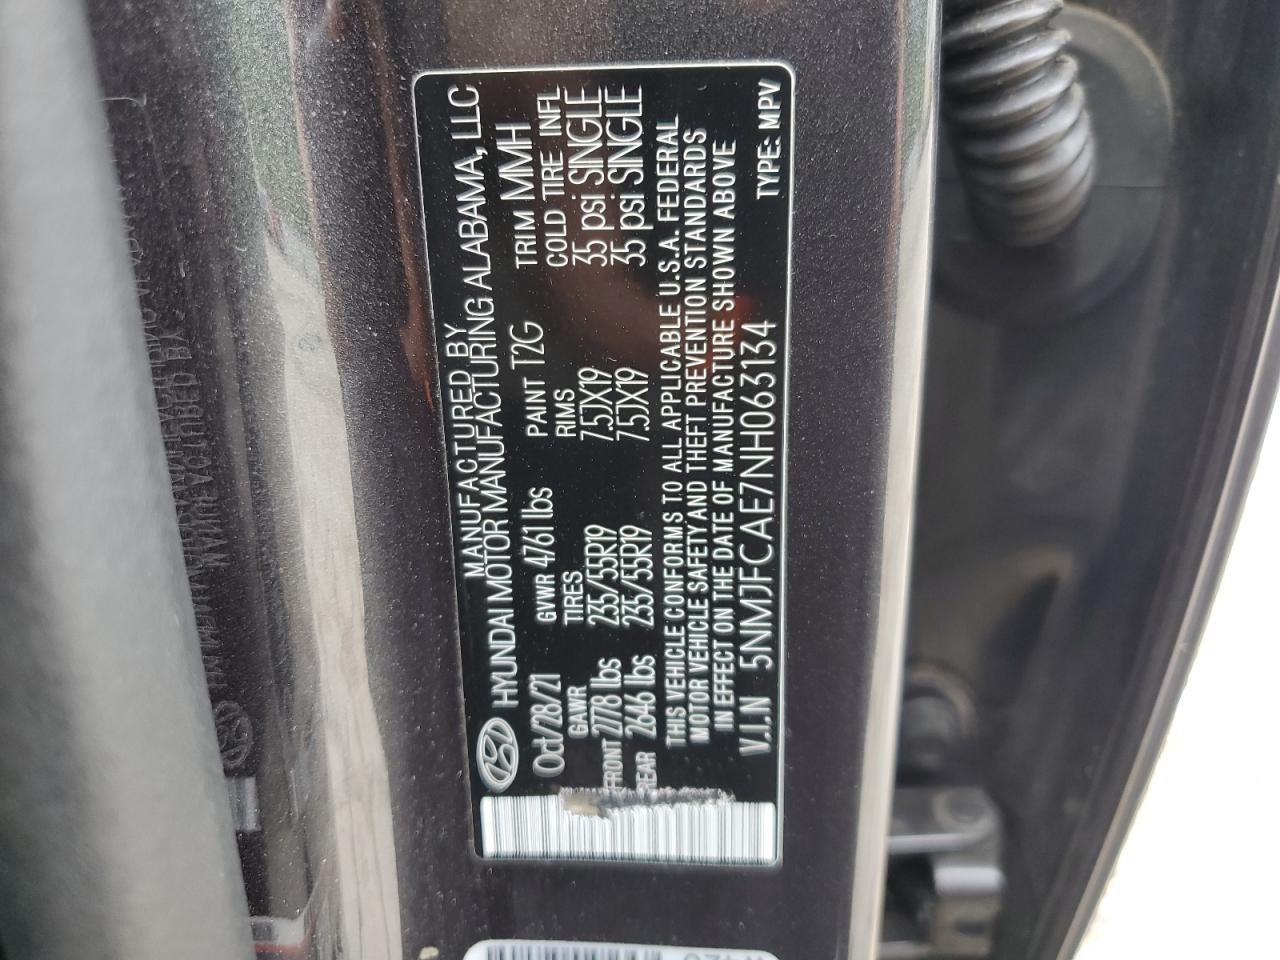 MANUFACTURED BY
HYUNDAI MOTOR MANUFACTURING ALABAMA, LLC
Oct/28/21 GVWR 4761 lbs PAINT T2G TRIM MMH
GAWR TIRES RIMS COLD TIRE INFL
FRONT 2778 lbs 235/55R19 7.5JX19 35 psi SINGLE
REAR 2646 lbs 235/55R19 7.5JX19 35 psi SINGLE
THIS VEHICLE CONFORMS TO ALL APPLICABLE U.S.A. FEDERAL
MOTOR VEHICLE SAFETY AND THEFT PREVENTION STANDARDS
IN EFFECT ON THE DATE OF MANUFACTURE SHOWN ABOVE
V.I.N 5NMJFCAE7NH063134 TYPE: MPV